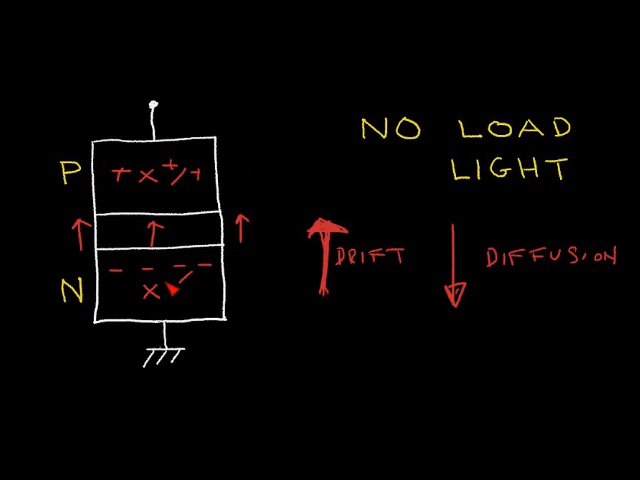 NO LOAD
LIGHT
P
+ x + +
DRIFT
DIFFUSION
- - - -
N
x